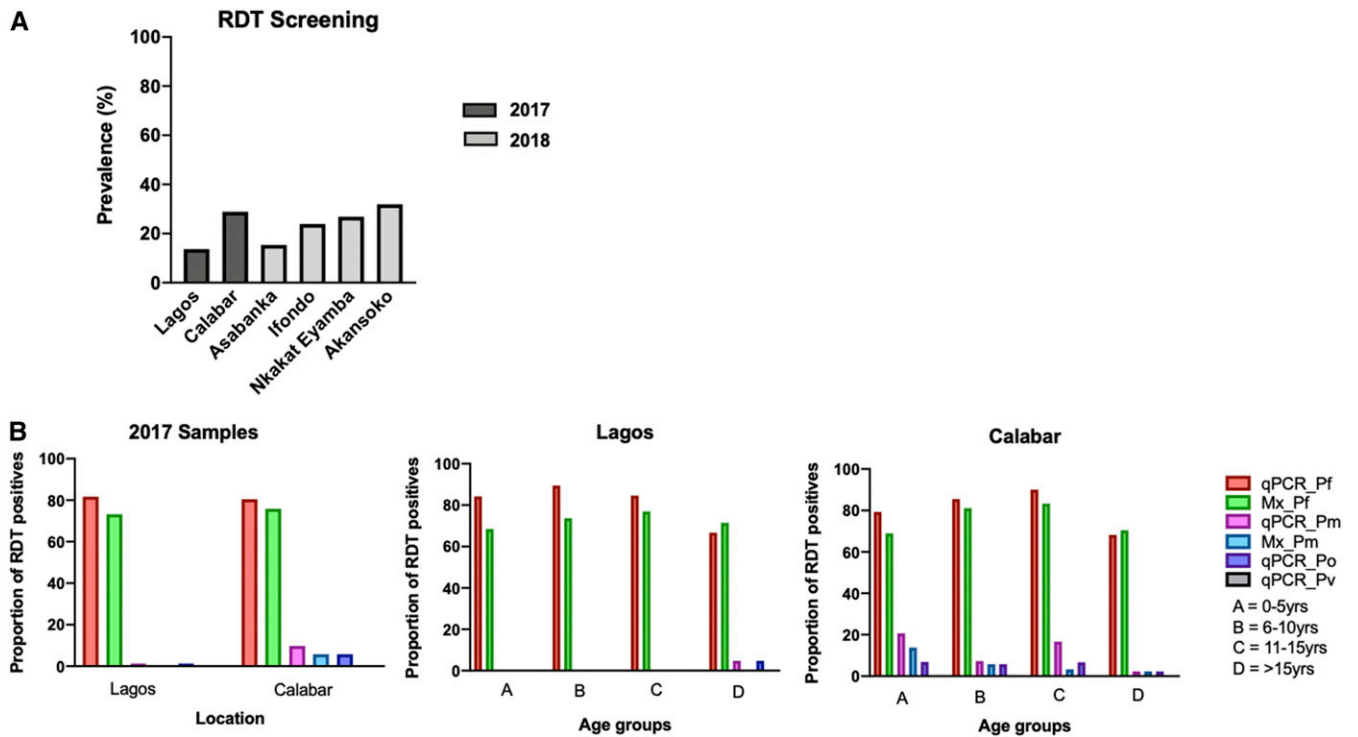 A
RDT Screening
Prevalence (%)
100
80
60
40
20
0
Lagos
Calabar
Asabanka
Ifondo
Nkakat Eyamba
Akansoko
2017
2018
B
2017 Samples
Proportion of RDT positives
100
80
60
40
20
0
Lagos
Calabar
Location
Lagos
Proportion of RDT positives
100
80
60
40
20
0
A
B
C
D
Age groups
Calabar
Proportion of RDT positives
100
80
60
40
20
0
A
B
C
D
Age groups
qPCR_Pf
Mx_Pf
qPCR_Pm
Mx_Pm
qPCR_Po
qPCR_Pv
A = 0-5yrs
B = 6-10yrs
C = 11-15yrs
D = >15yrs